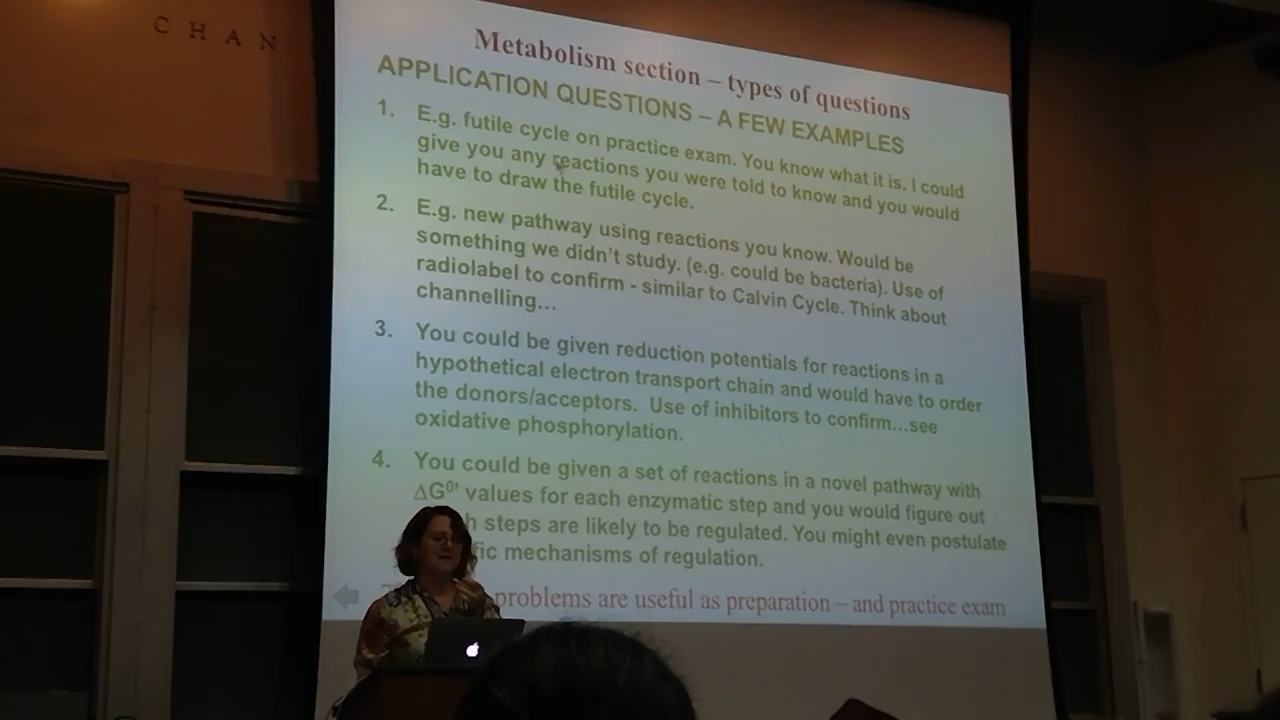 CHAN
Metabolism section – types of questions
APPLICATION QUESTIONS – A FEW EXAMPLES
1. E.g. futile cycle on practice exam. You know what it is. I could
give you any reactions you were told to know and you would
have to draw the futile cycle.
2. E.g. new pathway using reactions you know. Would be
something we didn't study. (e.g. could be bacteria). Use of
radiolabel to confirm - similar to Calvin Cycle. Think about
channelling...
3. You could be given reduction potentials for reactions in a
hypothetical electron transport chain and would have to order
the donors/acceptors. Use of inhibitors to confirm...see
oxidative phosphorylation.
4. You could be given a set of reactions in a novel pathway with
ΔG⁰' values for each enzymatic step and you would figure out
h steps are likely to be regulated. You might even postulate
fic mechanisms of regulation.
problems are useful as preparation – and practice exam